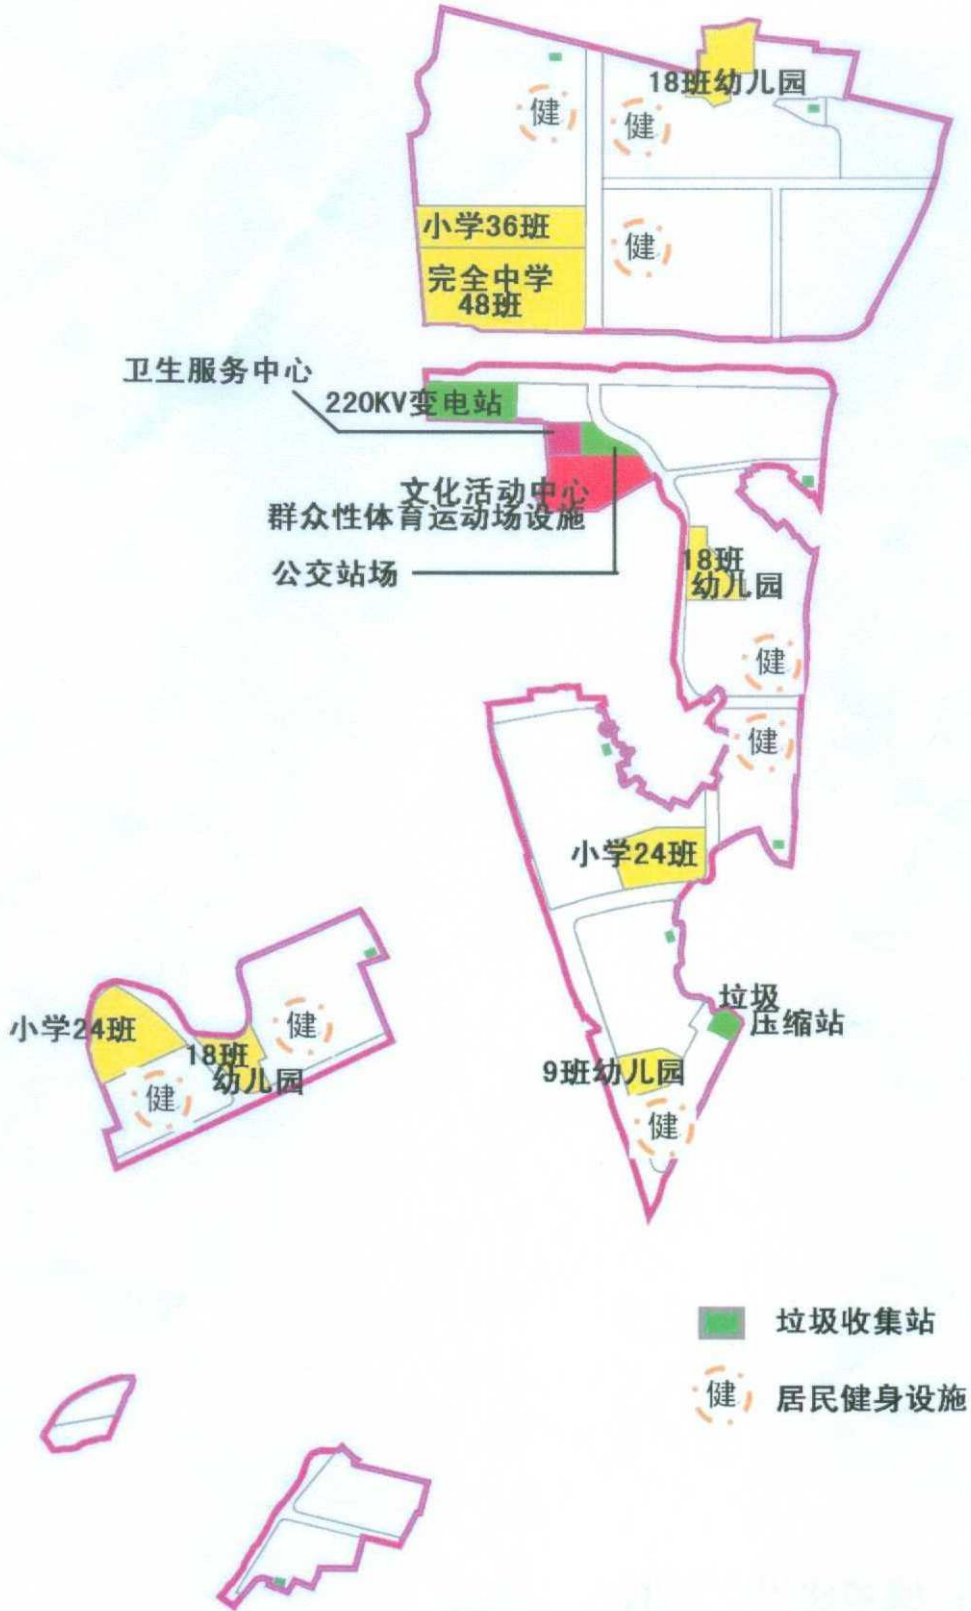 18班幼儿园
健
健
小学36班
健
完全中学
48班
卫生服务中心
220KV变电站
文化活动中心
群众性体育运动场设施
公交站场
18班
幼儿园
健
健
小学24班
垃圾
压缩站
小学24班
18班
幼儿园
健
健
9班幼儿园
健
垃圾收集站
健
居民健身设施